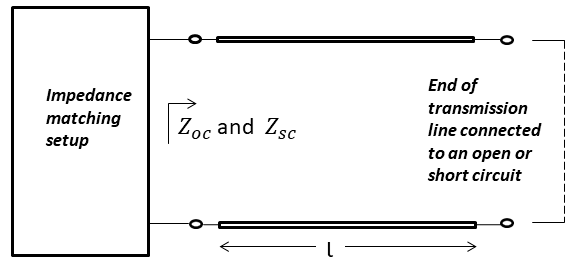 Impedance
matching
setup
Z_{oc} and Z_{sc}
End of
transmission
line connected
to an open or
short circuit
l